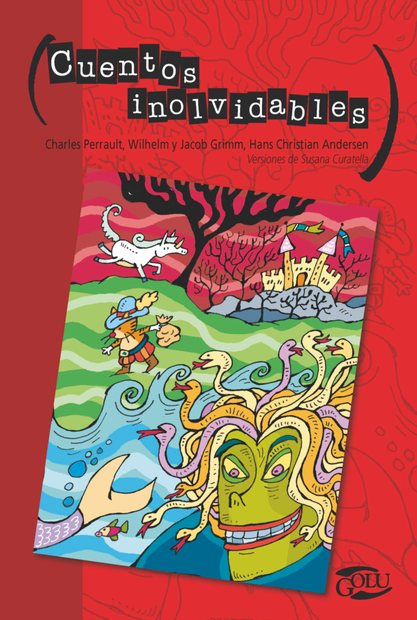 (Cuentos
inolvidables)
Charles Perrault, Wilhelm y Jacob Grimm, Hans Christian Andersen
Versiones de Susana Curatella
GOLU